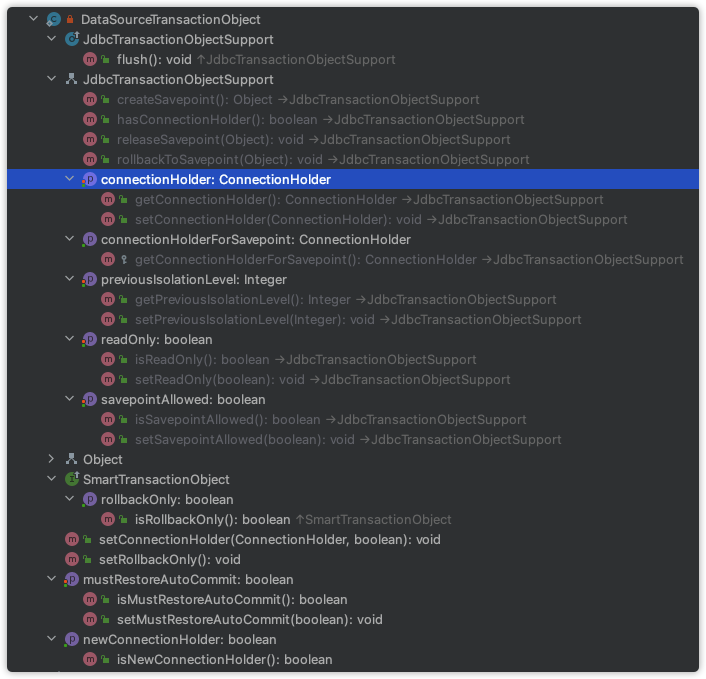 DataSourceTransactionObject
JdbcTransactionObjectSupport
flush(): void ↑JdbcTransactionObjectSupport
JdbcTransactionObjectSupport
createSavepoint(): Object →JdbcTransactionObjectSupport
hasConnectionHolder(): boolean →JdbcTransactionObjectSupport
releaseSavepoint(Object): void →JdbcTransactionObjectSupport
rollbackToSavepoint(Object): void →JdbcTransactionObjectSupport
connectionHolder: ConnectionHolder
getConnectionHolder(): ConnectionHolder →JdbcTransactionObjectSupport
setConnectionHolder(ConnectionHolder): void →JdbcTransactionObjectSupport
connectionHolderForSavepoint: ConnectionHolder
getConnectionHolderForSavepoint(): ConnectionHolder →JdbcTransactionObjectSupport
previousIsolationLevel: Integer
getPreviousIsolationLevel(): Integer →JdbcTransactionObjectSupport
setPreviousIsolationLevel(Integer): void →JdbcTransactionObjectSupport
readOnly: boolean
isReadOnly(): boolean →JdbcTransactionObjectSupport
setReadOnly(boolean): void →JdbcTransactionObjectSupport
savepointAllowed: boolean
isSavepointAllowed(): boolean →JdbcTransactionObjectSupport
setSavepointAllowed(boolean): void →JdbcTransactionObjectSupport
Object
SmartTransactionObject
rollbackOnly: boolean
isRollbackOnly(): boolean ↑SmartTransactionObject
setConnectionHolder(ConnectionHolder, boolean): void
setRollbackOnly(): void
mustRestoreAutoCommit: boolean
isMustRestoreAutoCommit(): boolean
setMustRestoreAutoCommit(boolean): void
newConnectionHolder: boolean
isNewConnectionHolder(): boolean